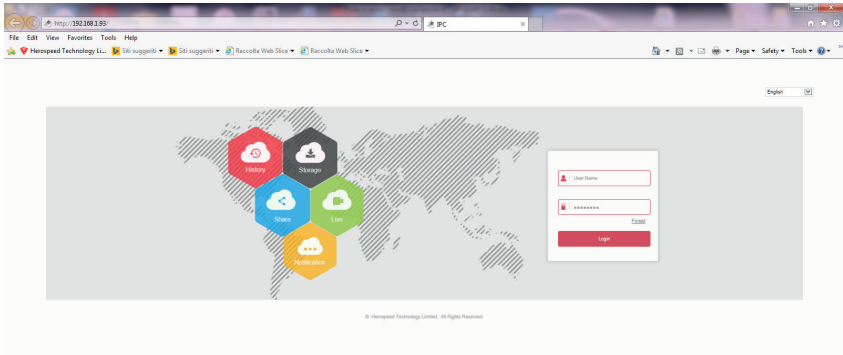 http://192.168.1.93/
IPC
File Edit View Favorites Tools Help
Herospeed Technology Li... Siti suggeriti Siti suggeriti Raccolta Web Slice Raccolta Web Slice
Page Safety Tools
English
History
Storage
Share
Live
Notification
User Name
Forget
Login
© Herospeed Technology Limited. All Rights Reserved.